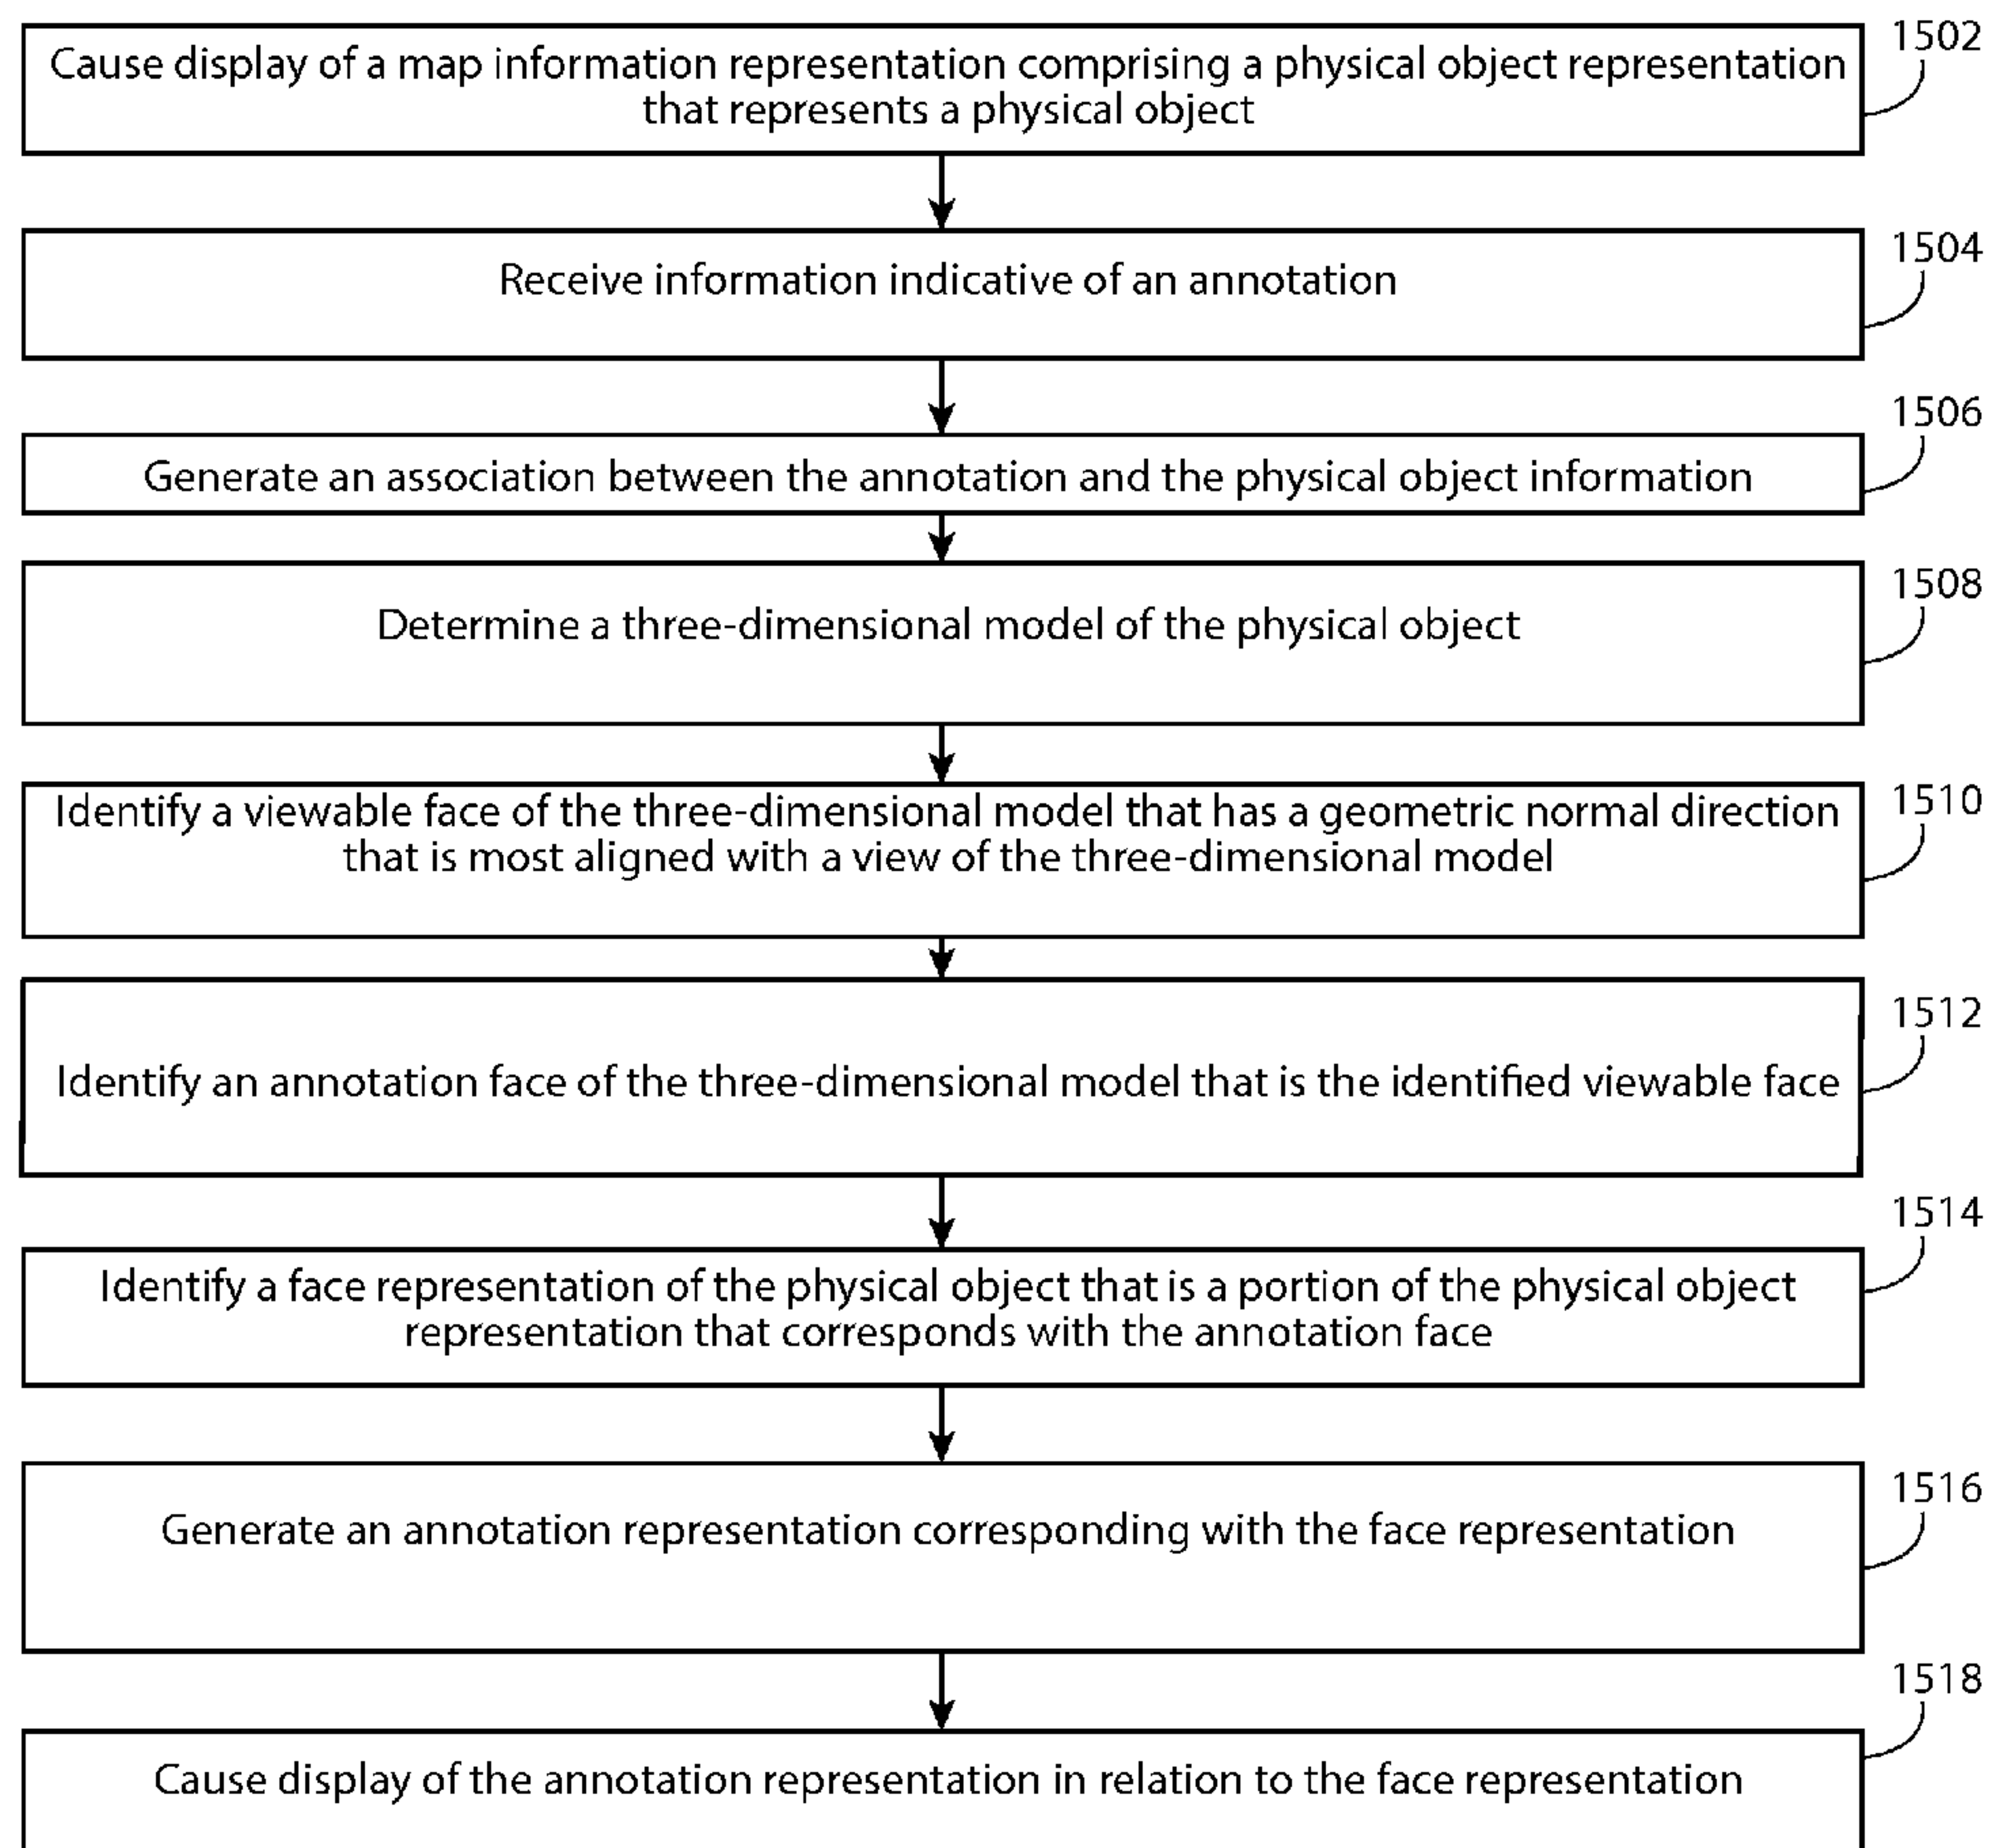 1502
Cause display of a map information representation comprising a physical object representation
that represents a physical object
1504
Receive information indicative of an annotation
1506
Generate an association between the annotation and the physical object information
1508
Determine a three-dimensional model of the physical object
1510
Identify a viewable face of the three-dimensional model that has a geometric normal direction
that is most aligned with a view of the three-dimensional model
1512
Identify an annotation face of the three-dimensional model that is the identified viewable face
1514
Identify a face representation of the physical object that is a portion of the physical object
representation that corresponds with the annotation face
1516
Generate an annotation representation corresponding with the face representation
1518
Cause display of the annotation representation in relation to the face representation